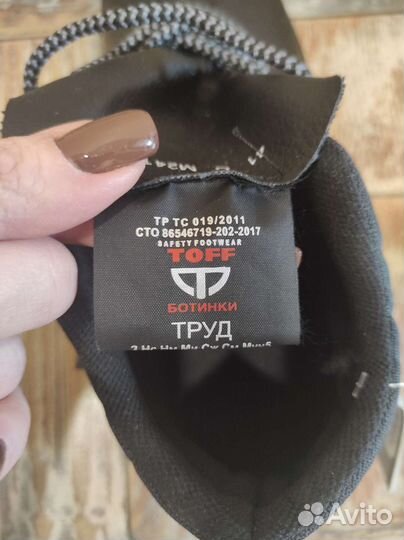 ТР ТС 019/2011
СТО 86546719-202-2017
SAFETY FOOTWEAR
TOFF
БОТИНКИ
ТРУД
Avito